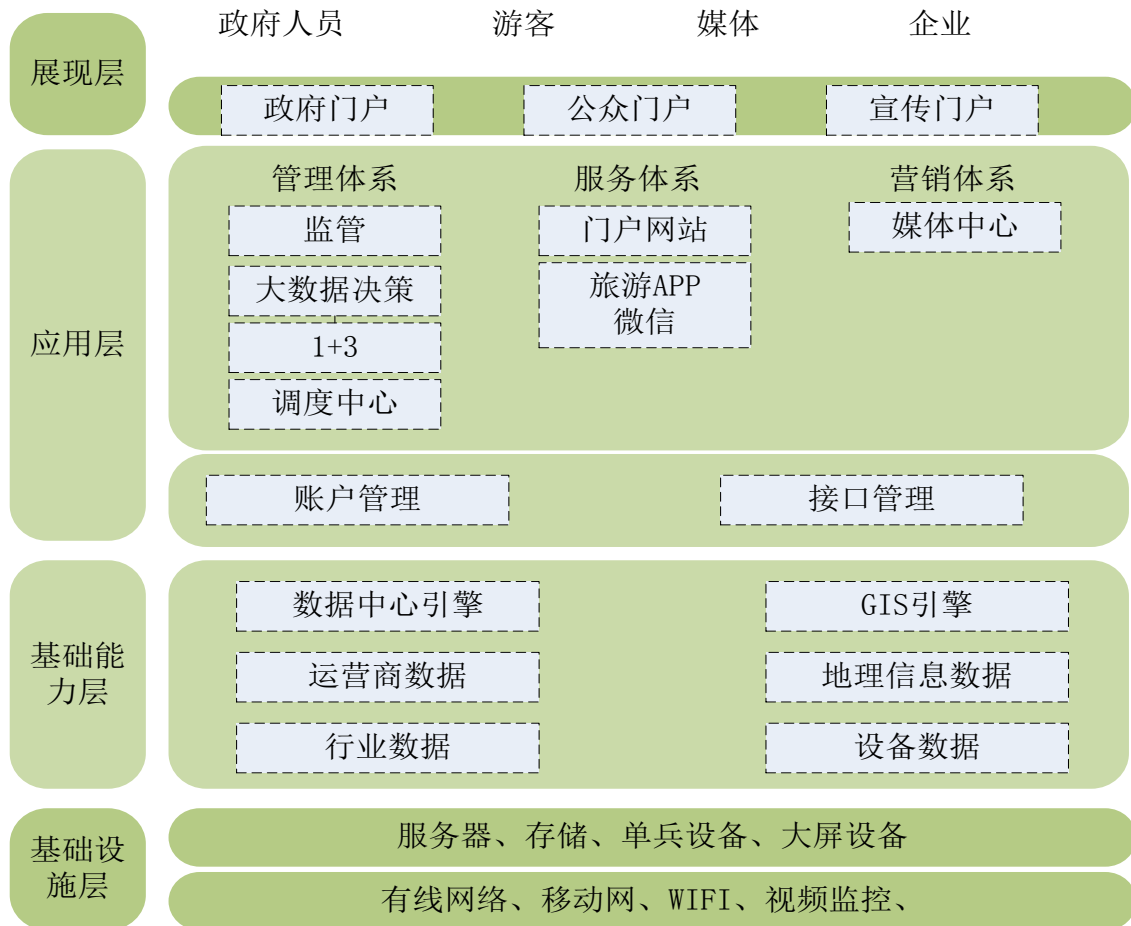 政府人员 游客 媒体 企业
展现层
政府门户 公众门户 宣传门户
应用层
管理体系 服务体系 营销体系
监管 门户网站 媒体中心
大数据决策 旅游APP
微信
1+3
调度中心
账户管理 接口管理
基础能
力层
数据中心引擎 GIS引擎
运营商数据 地理信息数据
行业数据 设备数据
基础设
施层
服务器、存储、单兵设备、大屏设备
有线网络、移动网、WIFI、视频监控、